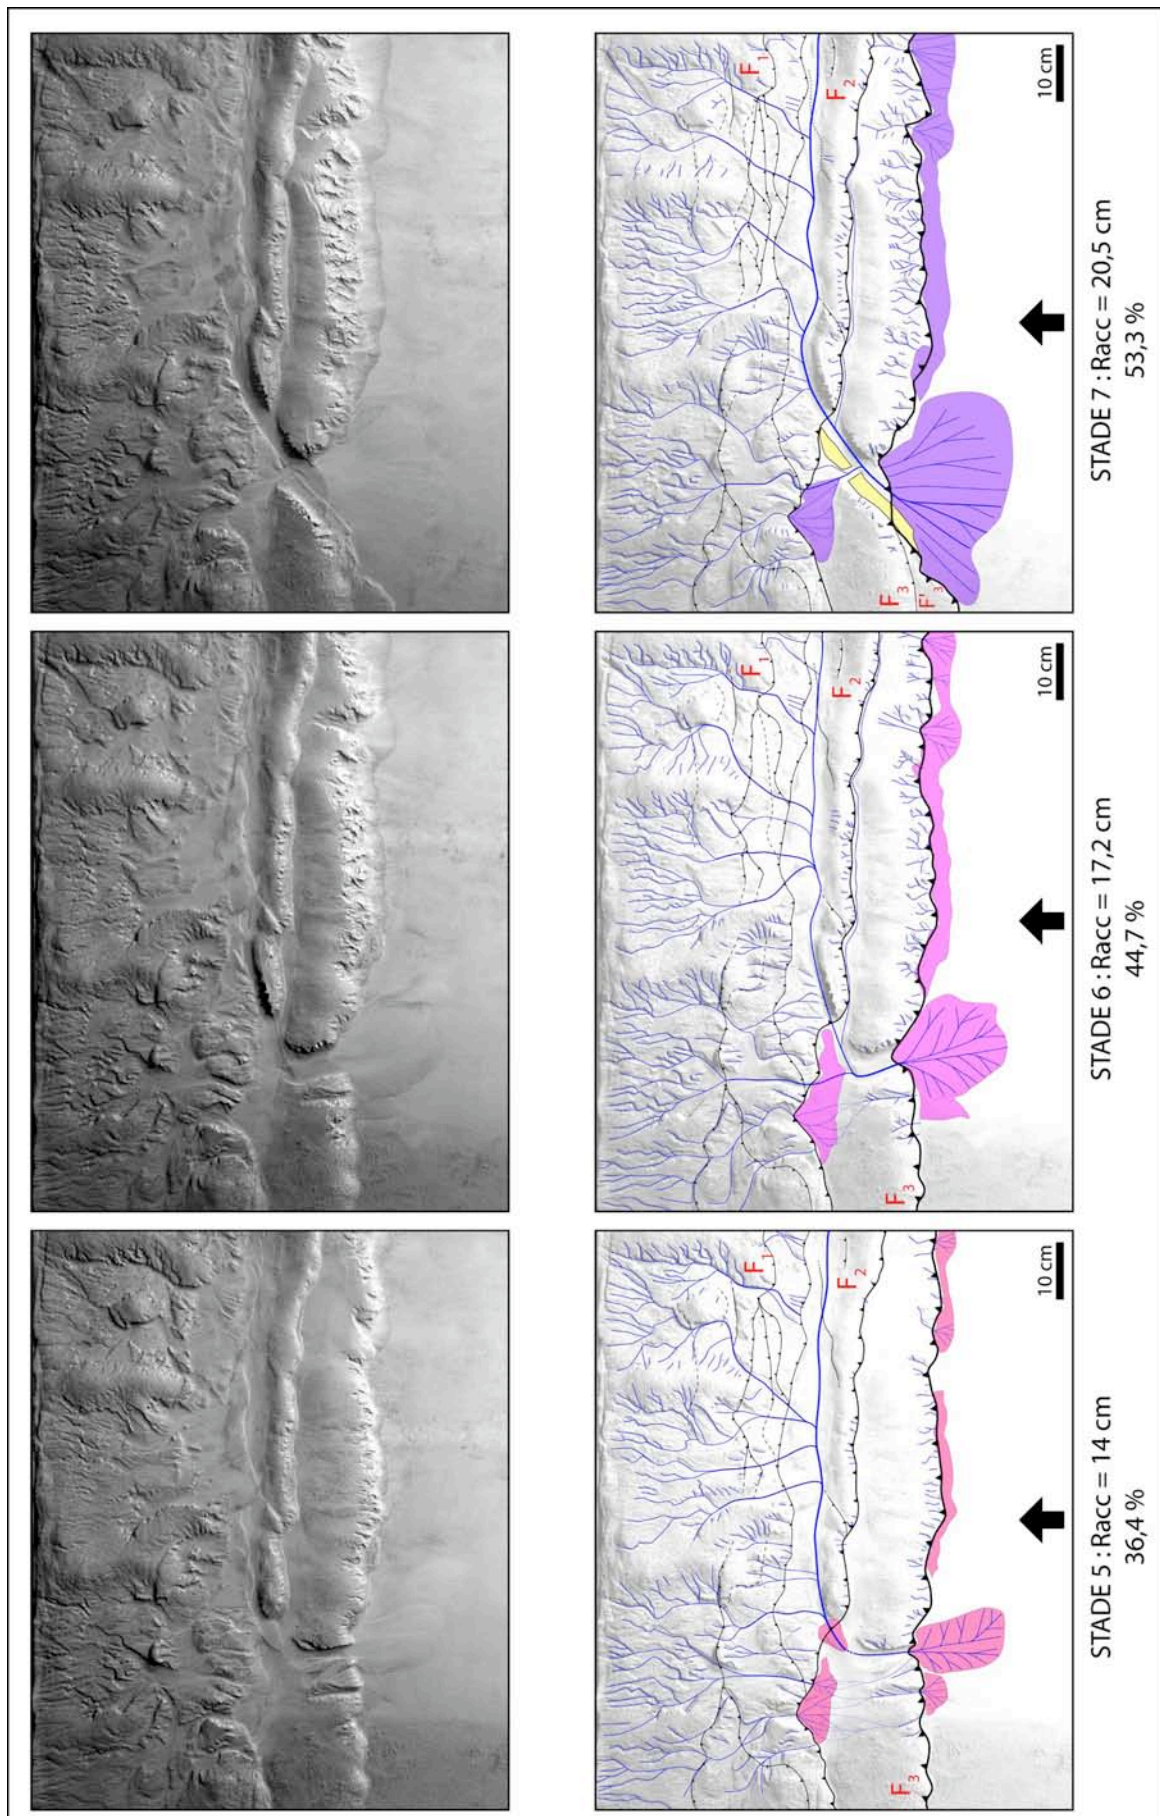 F1
F2
F3
F'3
10 cm
STADE 7 : Racc = 20,5 cm
53,3 %
F1
F2
F3
10 cm
STADE 6 : Racc = 17,2 cm
44,7 %
F1
F2
F3
10 cm
STADE 5 : Racc = 14 cm
36,4 %